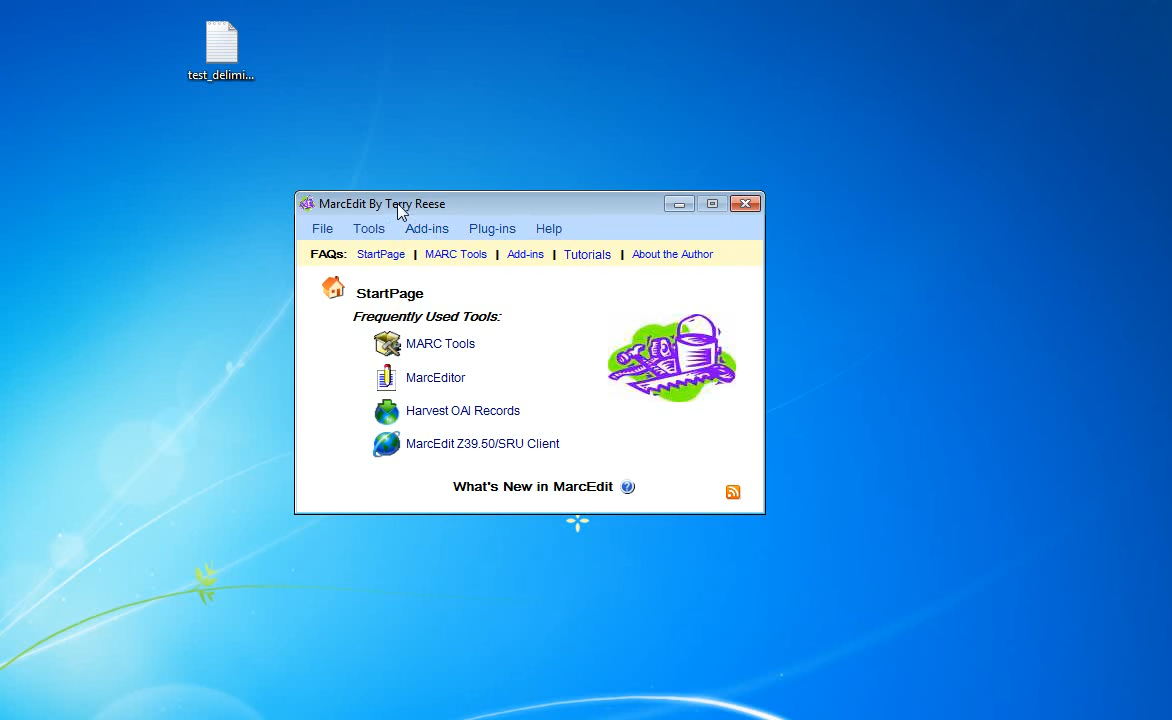 test_delimi...
MarcEdit By Terry Reese
File Tools Add-ins Plug-ins Help
FAQs: StartPage | MARC Tools | Add-ins | Tutorials | About the Author
StartPage
Frequently Used Tools:
MARC Tools
MarcEditor
Harvest OAI Records
MarcEdit Z39.50/SRU Client
What's New in MarcEdit ?